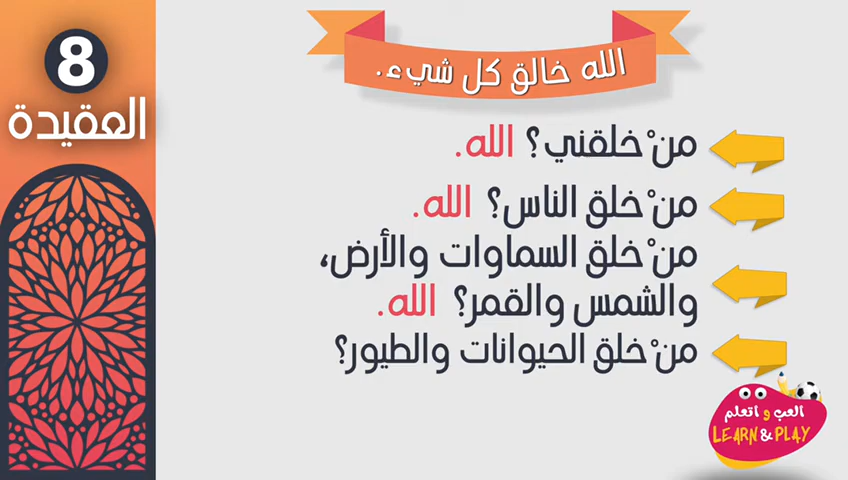 8
العقيدة
الله خالق كل شيء.
منْ خلقني؟ الله.
منْ خلق الناس؟ الله.
منْ خلق السماوات والأرض،
والشمس والقمر؟ الله.
منْ خلق الحيوانات والطيور؟
العب و اتعلم
LEARN & PLAY